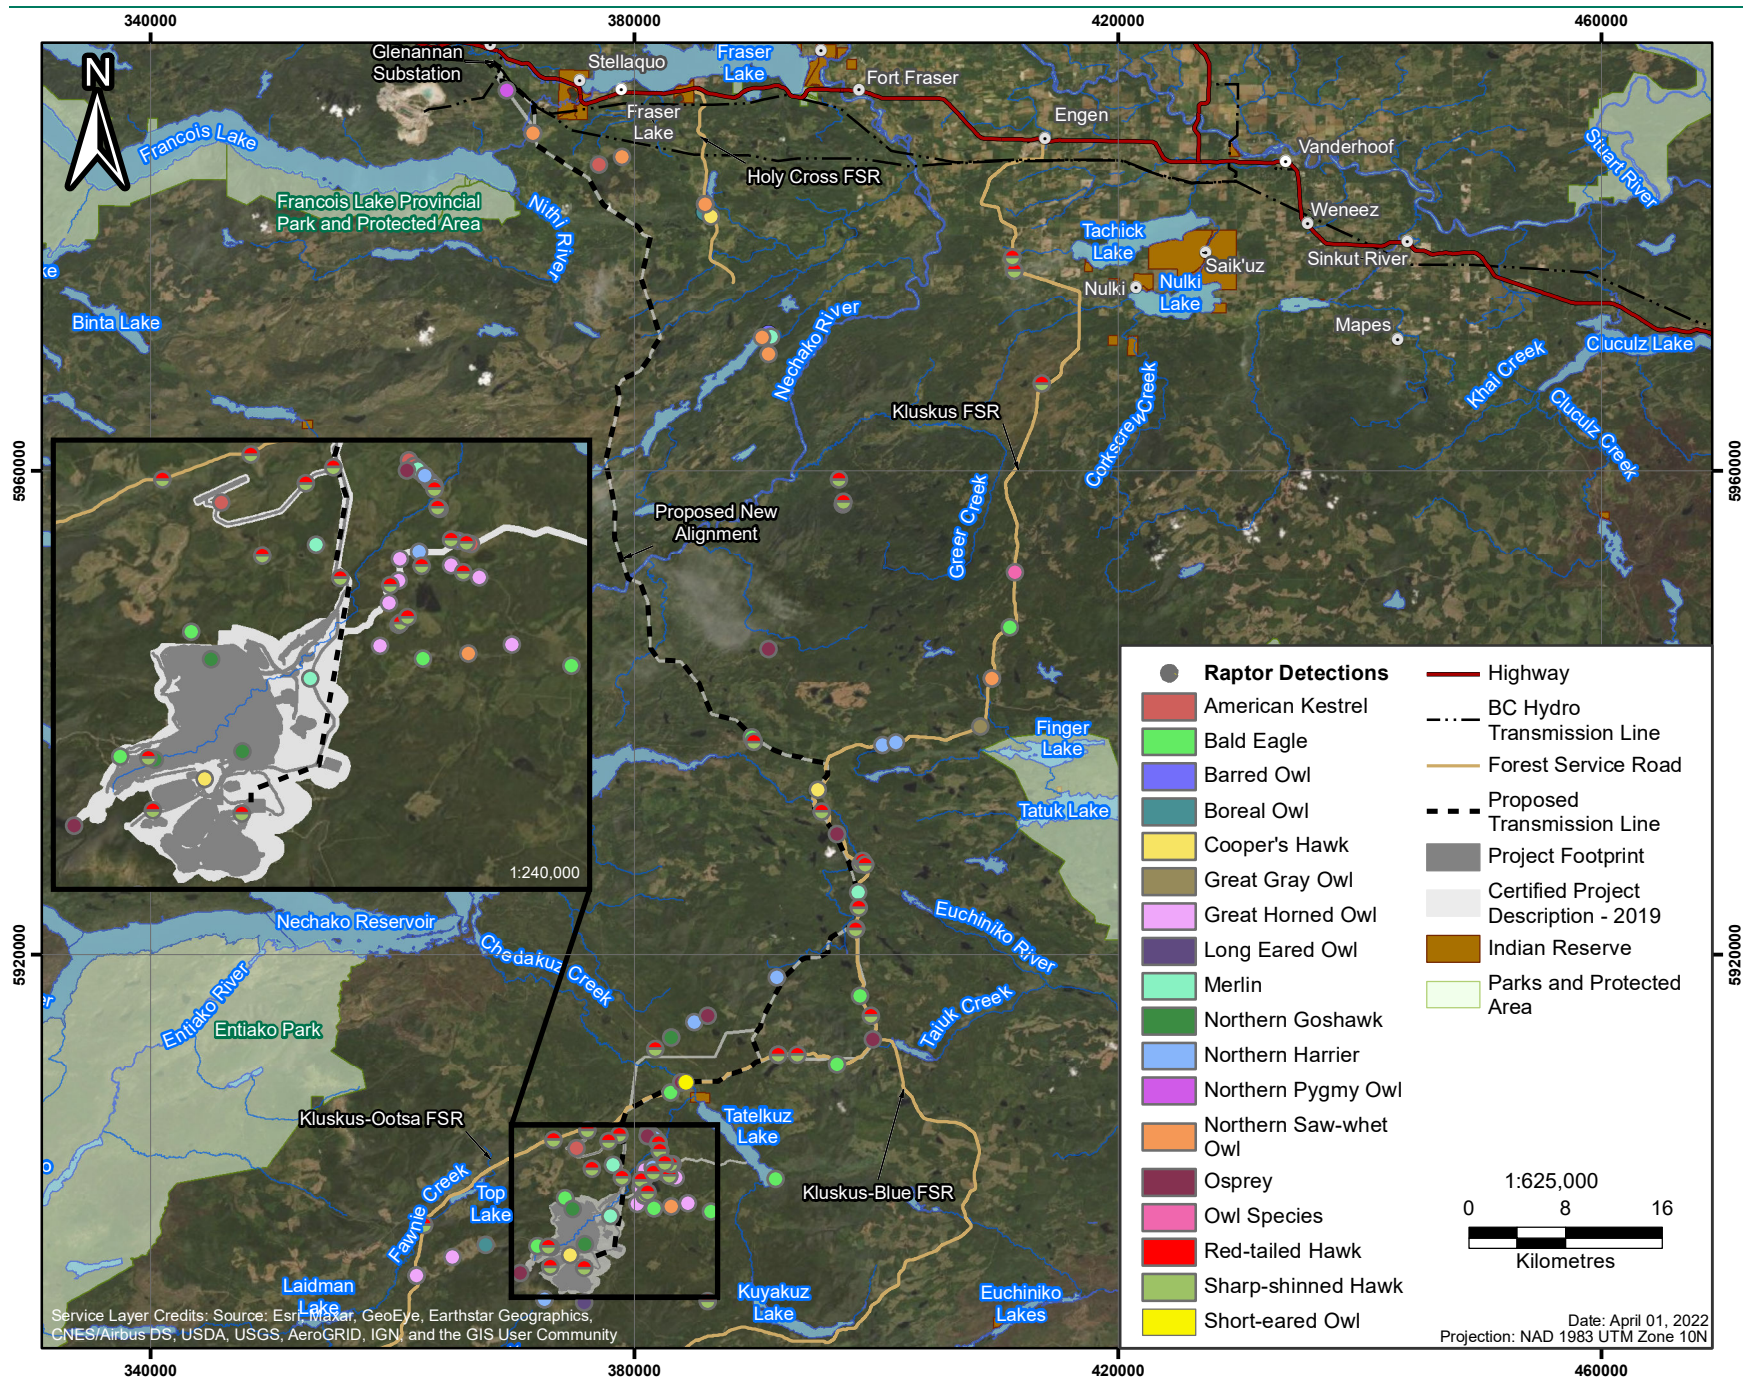 340000
380000
420000
460000
N
Glenannan
Substation
Stellaquo
Fraser
Lake
Fort Fraser
Fraser
Lake
Engen
Francois Lake
Vanderhoof
Stuart River
Holy Cross FSR
Francois Lake Provincial
Park and Protected Area
Nithi River
Weneez
Tachick
Lake
Saik'uz
Sinkut River
ke
Nulki
Nulki
Lake
Binta Lake
Nechako River
Mapes
Cluculz Lake
Khai Creek
Corkscrew Creek
Kluskus FSR
Cluculz Creek
5960000
5960000
Greer Creek
Proposed New
Alignment
Finger
Lake
Tatuk Lake
1:240,000
Nechako Reservoir
Euchiniko River
5920000
5920000
Chedakuz Creek
er
Entiako River
Entiako Park
Taiuk Creek
Kluskus-Ootsa FSR
Tatelkuz
Lake
o
Fawnie Creek
Top
Lake
Kluskus-Blue FSR
Laidman
Lake
Kuyakuz
Lake
Euchiniko
Lakes
Service Layer Credits: Source: Esri, Maxar, GeoEye, Earthstar Geographics,
CNES/Airbus DS, USDA, USGS, AeroGRID, IGN, and the GIS User Community
Raptor Detections
American Kestrel
Bald Eagle
Barred Owl
Boreal Owl
Cooper's Hawk
Great Gray Owl
Great Horned Owl
Long Eared Owl
Merlin
Northern Goshawk
Northern Harrier
Northern Pygmy Owl
Northern Saw-whet
Owl
Osprey
Owl Species
Red-tailed Hawk
Sharp-shinned Hawk
Short-eared Owl
Highway
BC Hydro
Transmission Line
Forest Service Road
Proposed
Transmission Line
Project Footprint
Certified Project
Description - 2019
Indian Reserve
Parks and Protected
Area
1:625,000
0 8 16
Kilometres
Date: April 01, 2022
Projection: NAD 1983 UTM Zone 10N
340000
380000
420000
460000